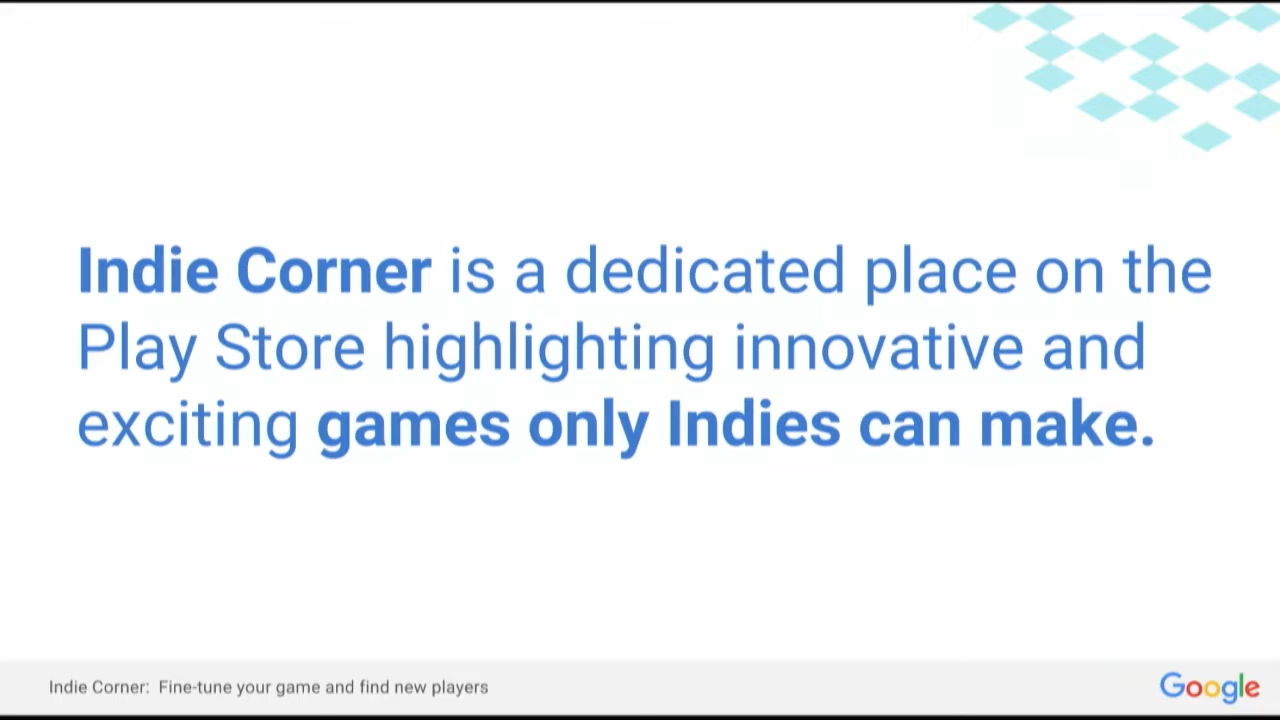 Indie Corner is a dedicated place on the
Play Store highlighting innovative and
exciting games only Indies can make.
Indie Corner:  Fine-tune your game and find new players
Google